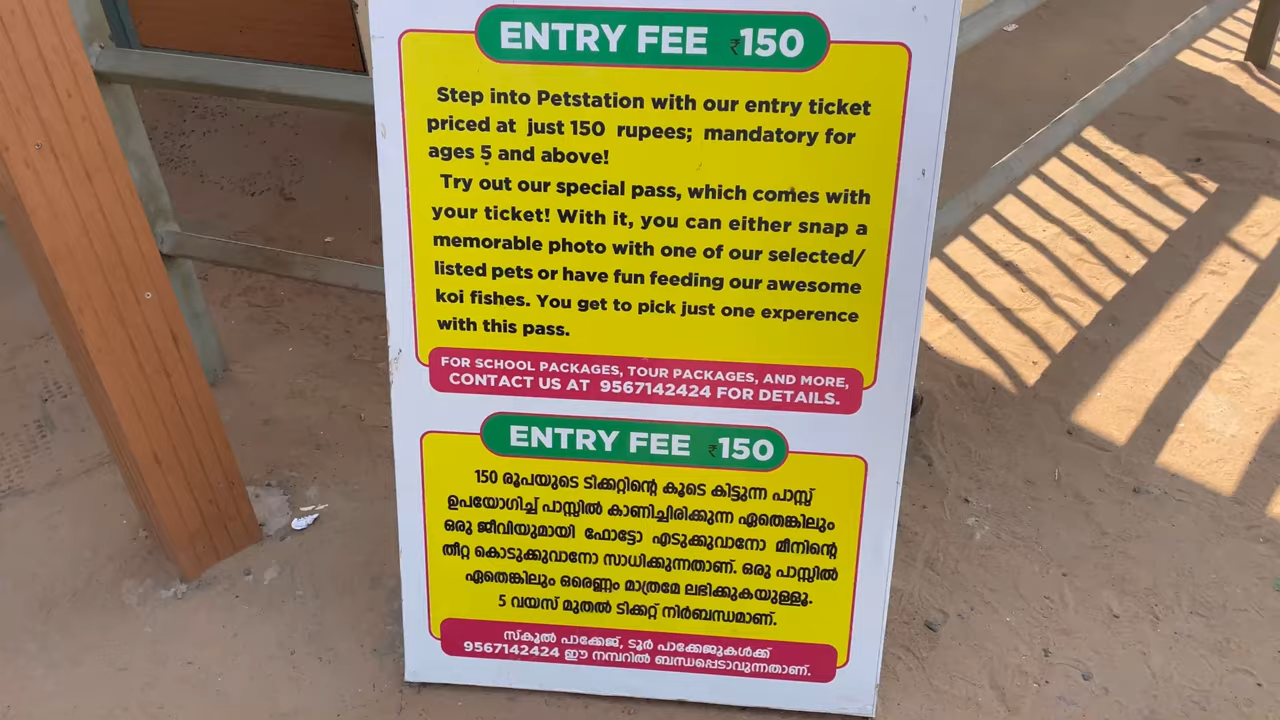 ENTRY FEE ₹150
Step into Petstation with our entry ticket
priced at just 150 rupees; mandatory for
ages 5 and above!
Try out our special pass, which comes with
your ticket! With it, you can either snap a
memorable photo with one of our selected/
listed pets or have fun feeding our awesome
koi fishes. You get to pick just one experence
with this pass.
FOR SCHOOL PACKAGES, TOUR PACKAGES, AND MORE,
CONTACT US AT 9567142424 FOR DETAILS.
ENTRY FEE ₹150
150 രൂപയുടെ ടിക്കറ്റിന്റെ കൂടെ കിട്ടുന്ന പാസ്സ്
ഉപയോഗിച്ച് പാസ്സിൽ കാണിച്ചിരിക്കുന്ന ഏതെങ്കിലും
ഒരു ജീവിയുമായി ഫോട്ടോ എടുക്കുവാനോ മീനിന്റെ
തീറ്റ കൊടുക്കുവാനോ സാധിക്കുന്നതാണ്. ഒരു പാസ്സിൽ
ഏതെങ്കിലും ഒരെണ്ണം മാത്രമേ ലഭിക്കുകയുള്ളൂ.
5 വയസ് മുതൽ ടിക്കറ്റ് നിർബന്ധമാണ്.
സ്കൂൽ പാക്കേജ്, ടൂർ പാക്കേജുകൾക്ക്
9567142424 ഈ നമ്പറിൽ ബന്ധപ്പെടാവുന്നതാണ്.